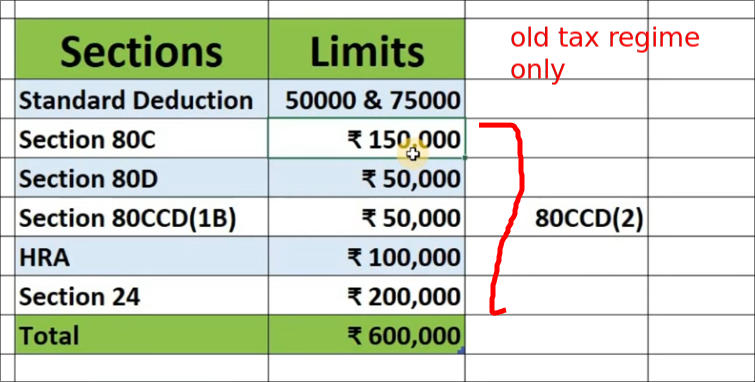 Sections Limits old tax regime
only
Standard Deduction 50000 & 75000
Section 80C ₹ 150,000
Section 80D ₹ 50,000
Section 80CCD(1B) ₹ 50,000 80CCD(2)
HRA ₹ 100,000
Section 24 ₹ 200,000
Total ₹ 600,000